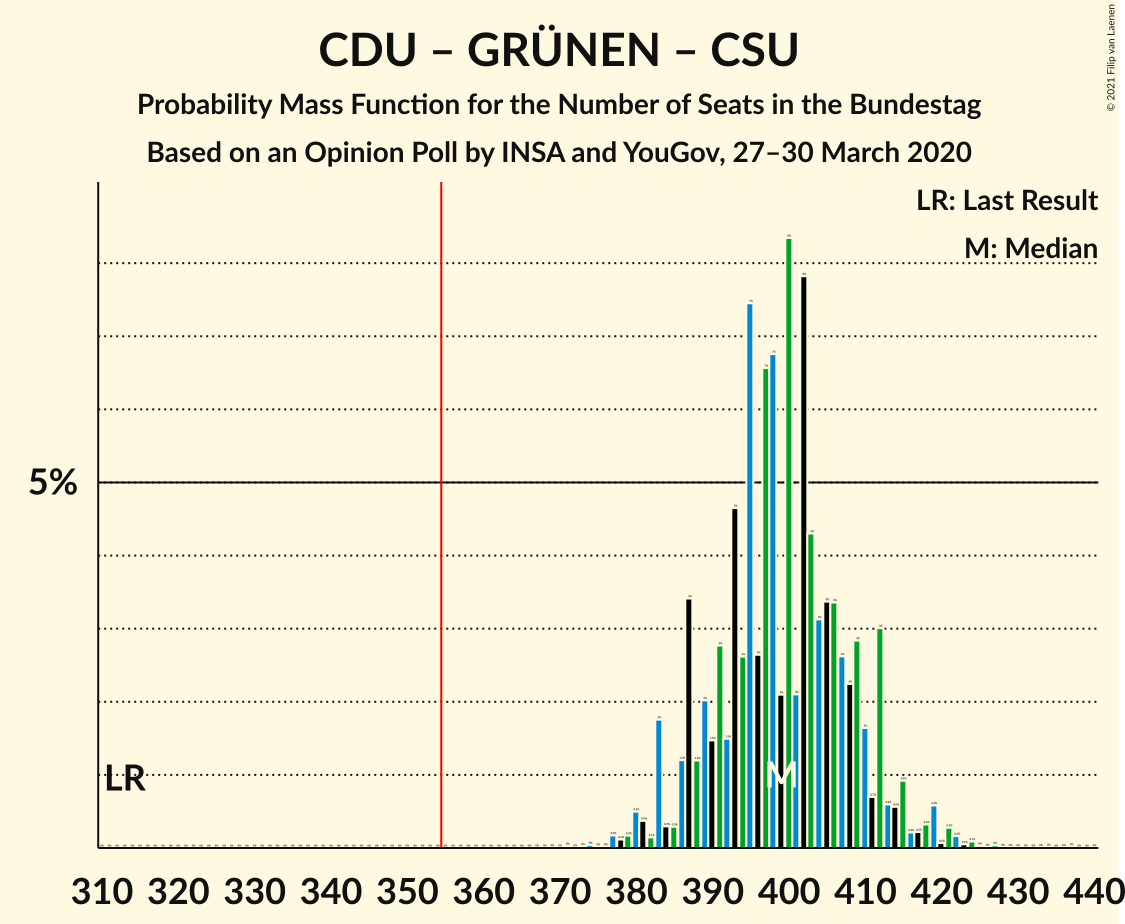 CDU – GRÜNEN – CSU
Probability Mass Function for the Number of Seats in the Bundestag
Based on an Opinion Poll by INSA and YouGov, 27–30 March 2020
© 2021 Filip van Laenen
LR: Last Result
M: Median
5%
LR
M
310 320 330 340 350 360 370 380 390 400 410 420 430 440